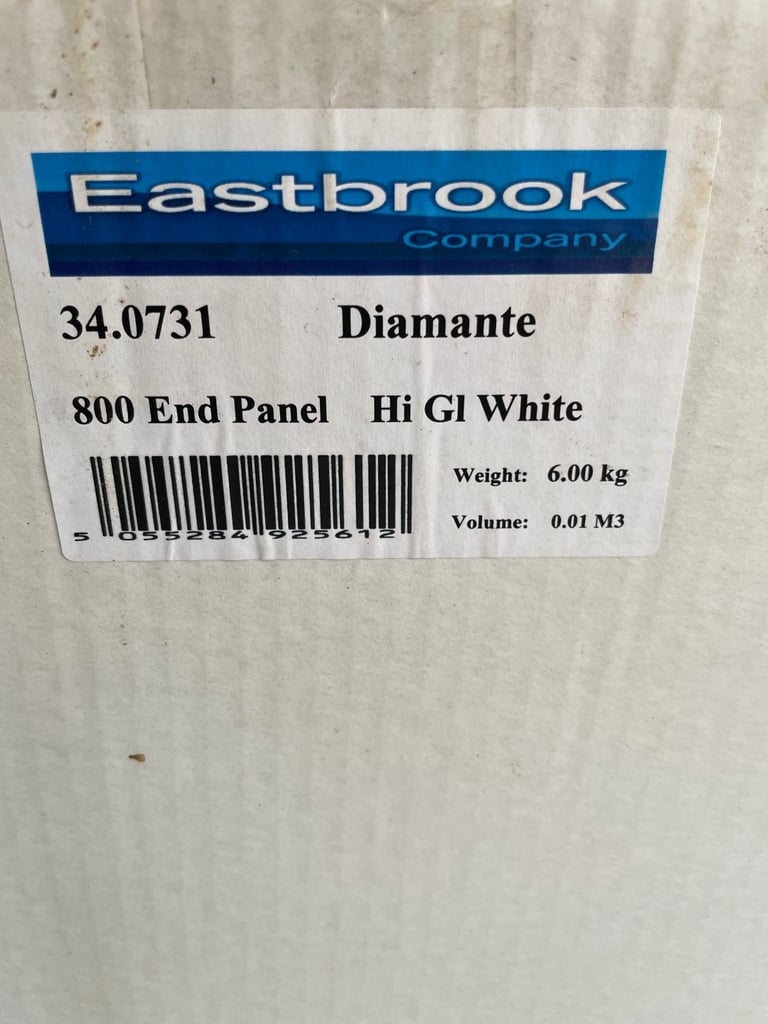 Eastbrook
Company
34.0731 Diamante
800 End Panel Hi Gl White
Weight: 6.00 kg
Volume: 0.01 M3
5 055284 925612